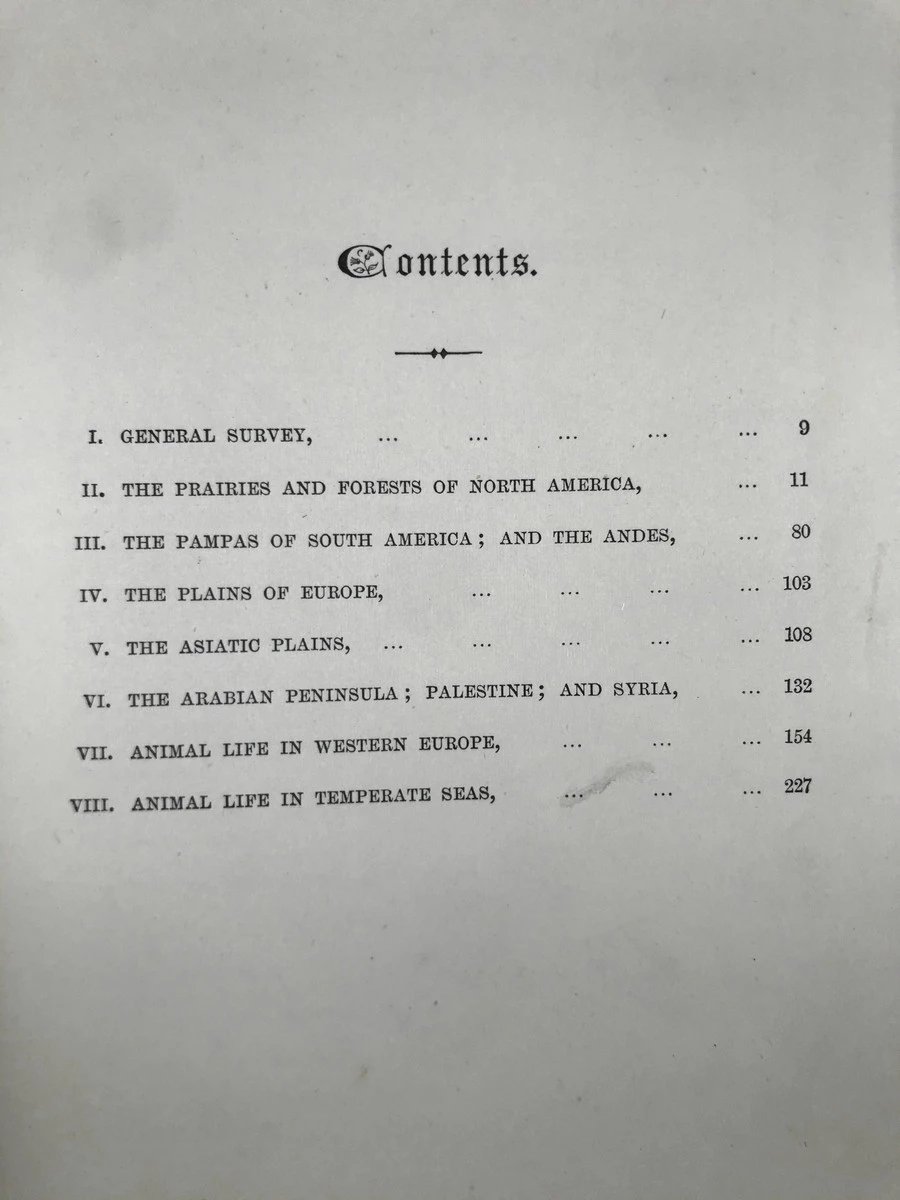 Contents.
I. GENERAL SURVEY, ... ... ... ... ... 9
II. THE PRAIRIES AND FORESTS OF NORTH AMERICA, ... 11
III. THE PAMPAS OF SOUTH AMERICA; AND THE ANDES, ... 80
IV. THE PLAINS OF EUROPE, ... ... ... ... 103
V. THE ASIATIC PLAINS, ... ... ... ... ... 108
VI. THE ARABIAN PENINSULA; PALESTINE; AND SYRIA, ... 132
VII. ANIMAL LIFE IN WESTERN EUROPE, ... ... ... 154
VIII. ANIMAL LIFE IN TEMPERATE SEAS, ... ... ... 227